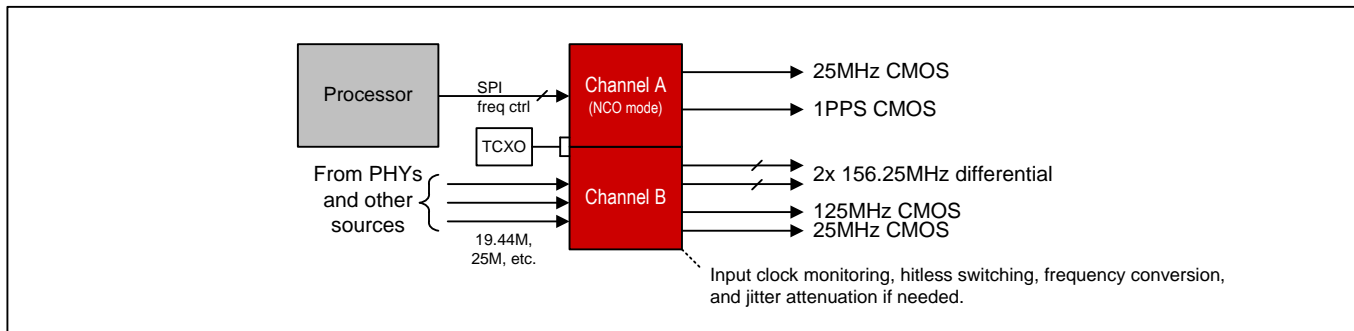 Processor
SPI
freq ctrl
Channel A
(NCO mode)
25MHz CMOS
1PPS CMOS
TCXO
From PHYs
and other
sources
Channel B
2x 156.25MHz differential
125MHz CMOS
25MHz CMOS
19.44M,
25M, etc.
Input clock monitoring, hitless switching, frequency conversion,
and jitter attenuation if needed.